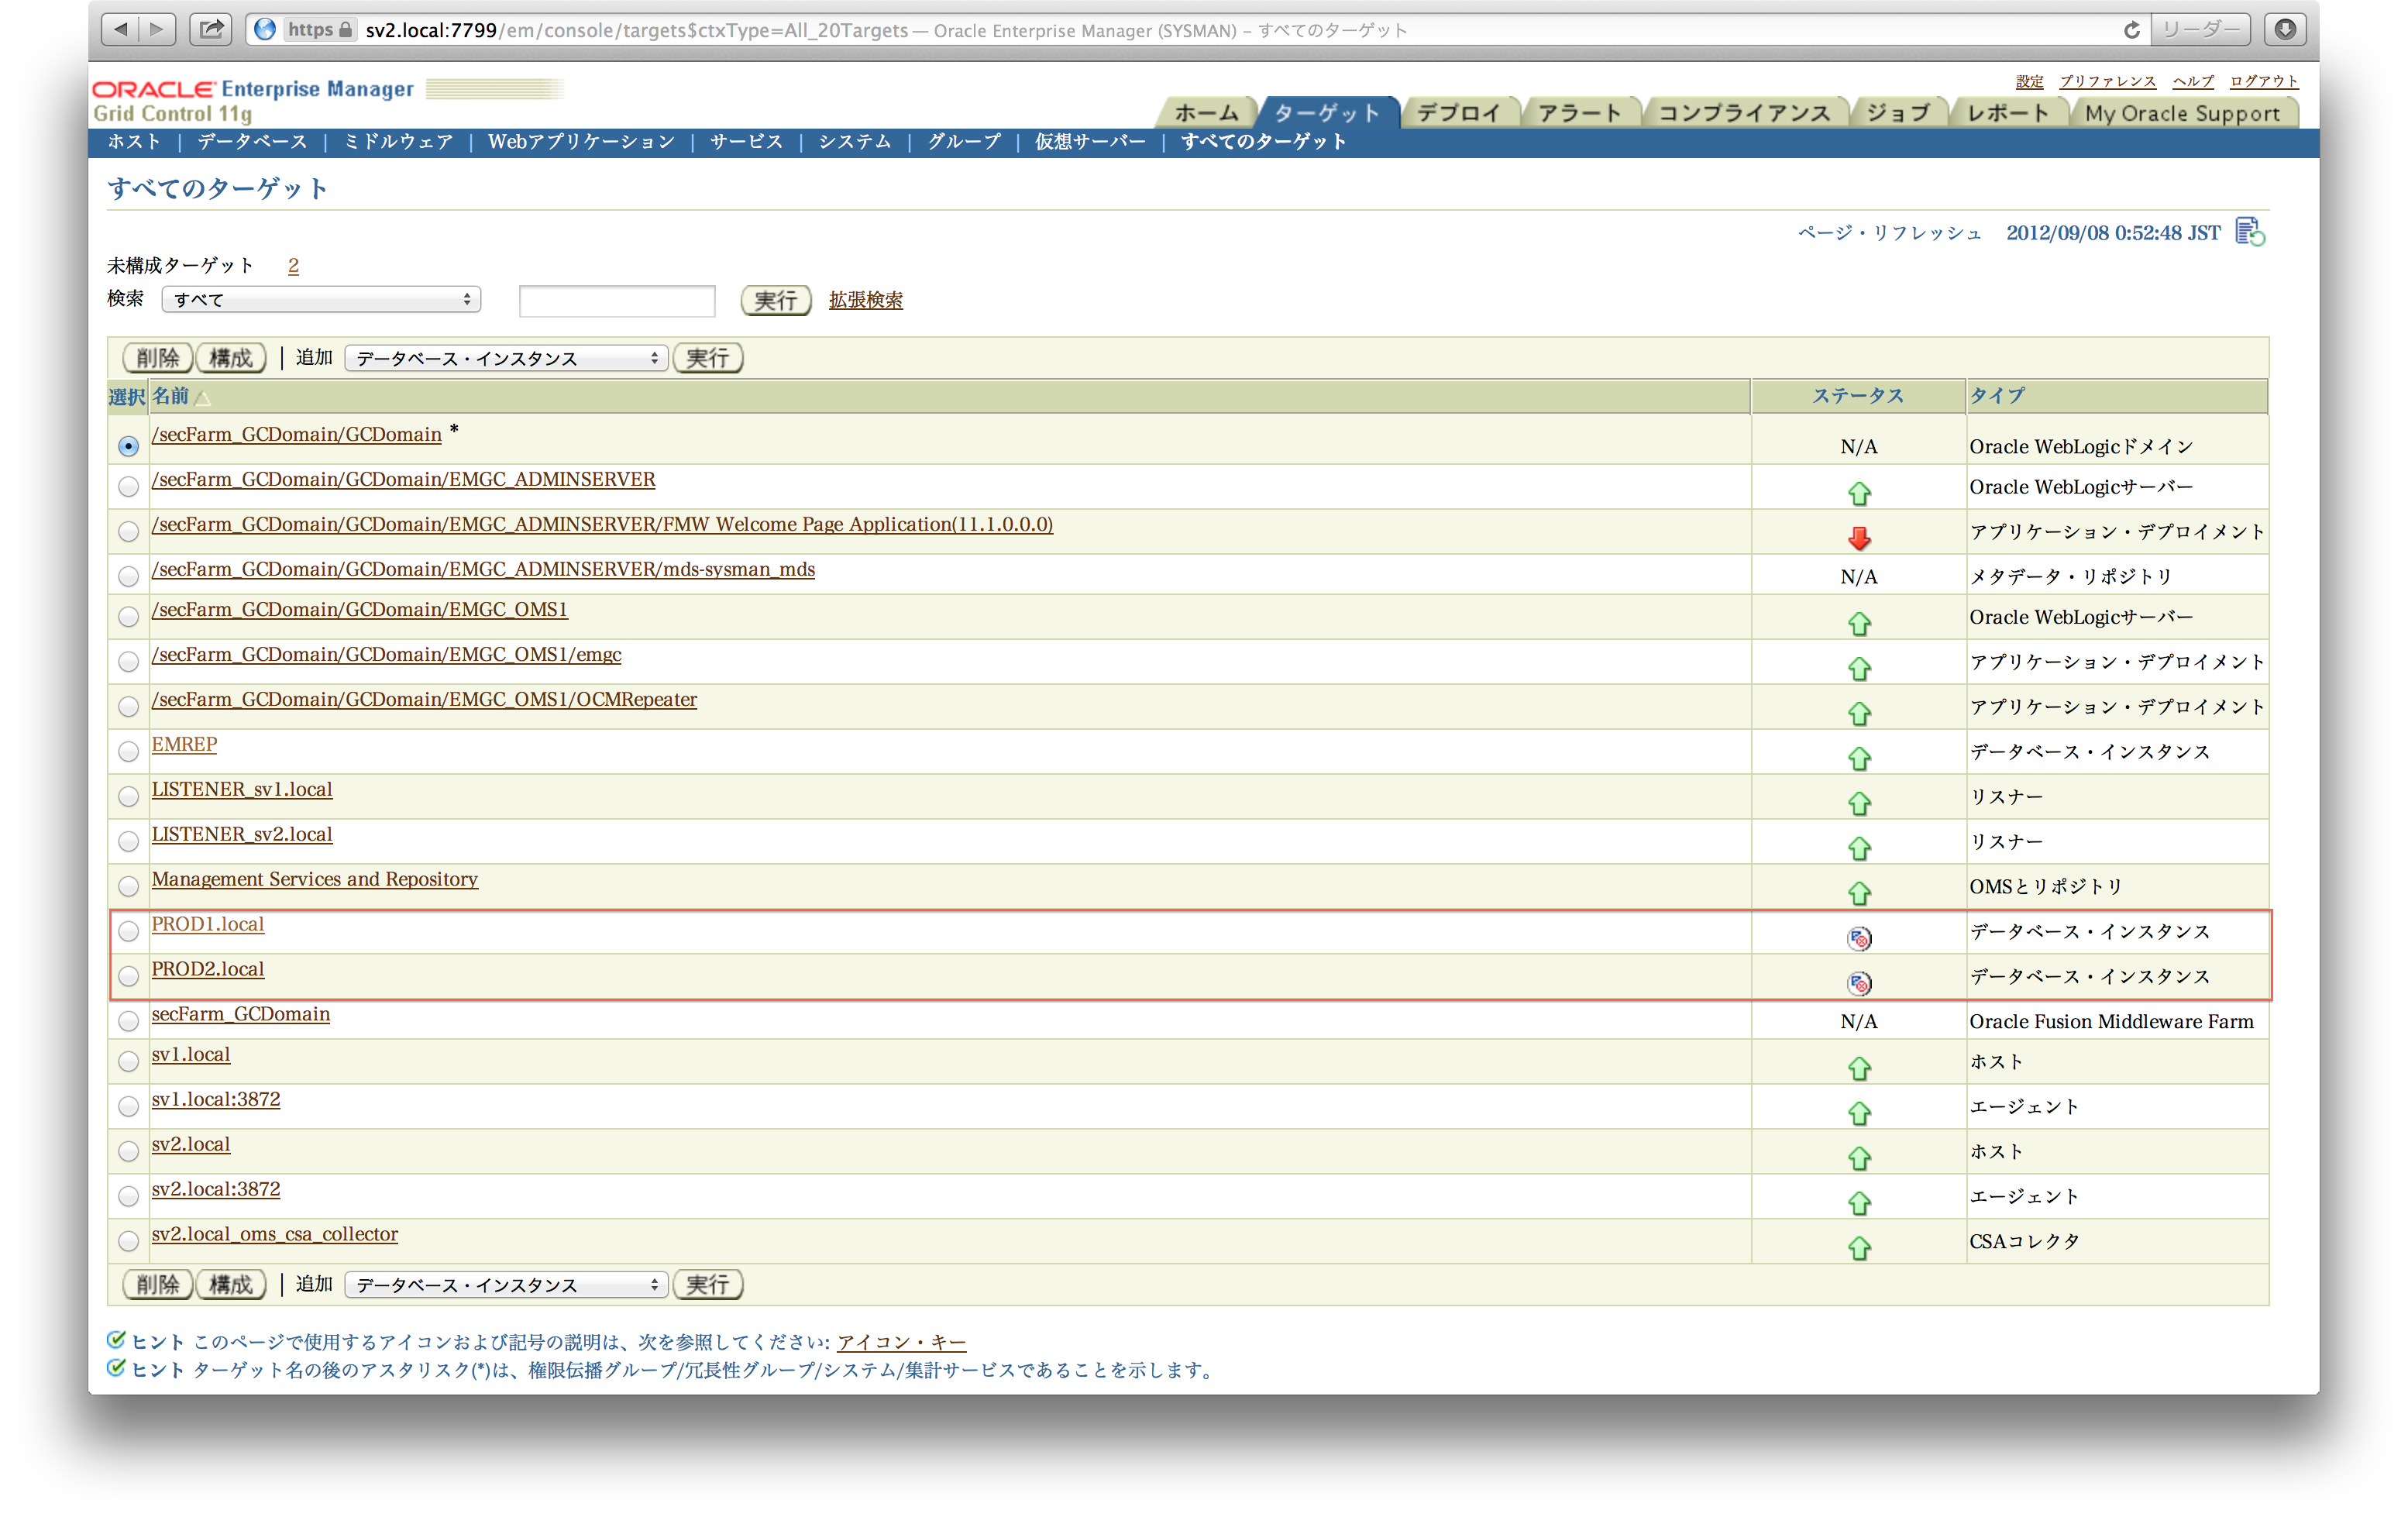 https sv2.local:7799/em/console/targets$ctxType=All_20Targets — Oracle Enterprise Manager (SYSMAN) – すべてのターゲット リーダー
設定 プリファレンス ヘルプ ログアウト
ORACLE Enterprise Manager
Grid Control 11g
ホーム ターゲット デプロイ アラート コンプライアンス ジョブ レポート My Oracle Support
ホスト | データベース | ミドルウェア | Webアプリケーション | サービス | システム | グループ | 仮想サーバー | すべてのターゲット
すべてのターゲット
ページ・リフレッシュ 2012/09/08 0:52:48 JST
未構成ターゲット 2
検索 すべて 実行 拡張検索
削除 構成 | 追加 データベース・インスタンス 実行
選択 名前 ステータス タイプ
/secFarm_GCDomain/GCDomain * N/A Oracle WebLogicドメイン
/secFarm_GCDomain/GCDomain/EMGC_ADMINSERVER Oracle WebLogicサーバー
/secFarm_GCDomain/GCDomain/EMGC_ADMINSERVER/FMW Welcome Page Application(11.1.0.0.0) アプリケーション・デプロイメント
/secFarm_GCDomain/GCDomain/EMGC_ADMINSERVER/mds-sysman_mds N/A メタデータ・リポジトリ
/secFarm_GCDomain/GCDomain/EMGC_OMS1 Oracle WebLogicサーバー
/secFarm_GCDomain/GCDomain/EMGC_OMS1/emgc アプリケーション・デプロイメント
/secFarm_GCDomain/GCDomain/EMGC_OMS1/OCMRepeater アプリケーション・デプロイメント
EMREP データベース・インスタンス
LISTENER_sv1.local リスナー
LISTENER_sv2.local リスナー
Management Services and Repository OMSとリポジトリ
PROD1.local データベース・インスタンス
PROD2.local データベース・インスタンス
secFarm_GCDomain N/A Oracle Fusion Middleware Farm
sv1.local ホスト
sv1.local:3872 エージェント
sv2.local ホスト
sv2.local:3872 エージェント
sv2.local_oms_csa_collector CSAコレクタ
削除 構成 | 追加 データベース・インスタンス 実行
ヒント このページで使用するアイコンおよび記号の説明は、次を参照してください: アイコン・キー
ヒント ターゲット名の後のアスタリスク(*)は、権限伝播グループ/冗長性グループ/システム/集計サービスであることを示します。